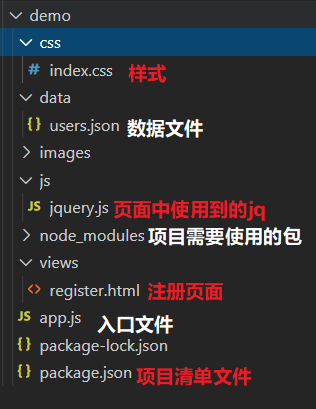 demo
css
# index.css 样式
data
{} users.json 数据文件
images
js
JS jquery.js 页面中使用到的jq
node_modules 项目需要使用的包
views
<> register.html 注册页面
JS app.js 入口文件
{} package-lock.json
{} package.json 项目清单文件